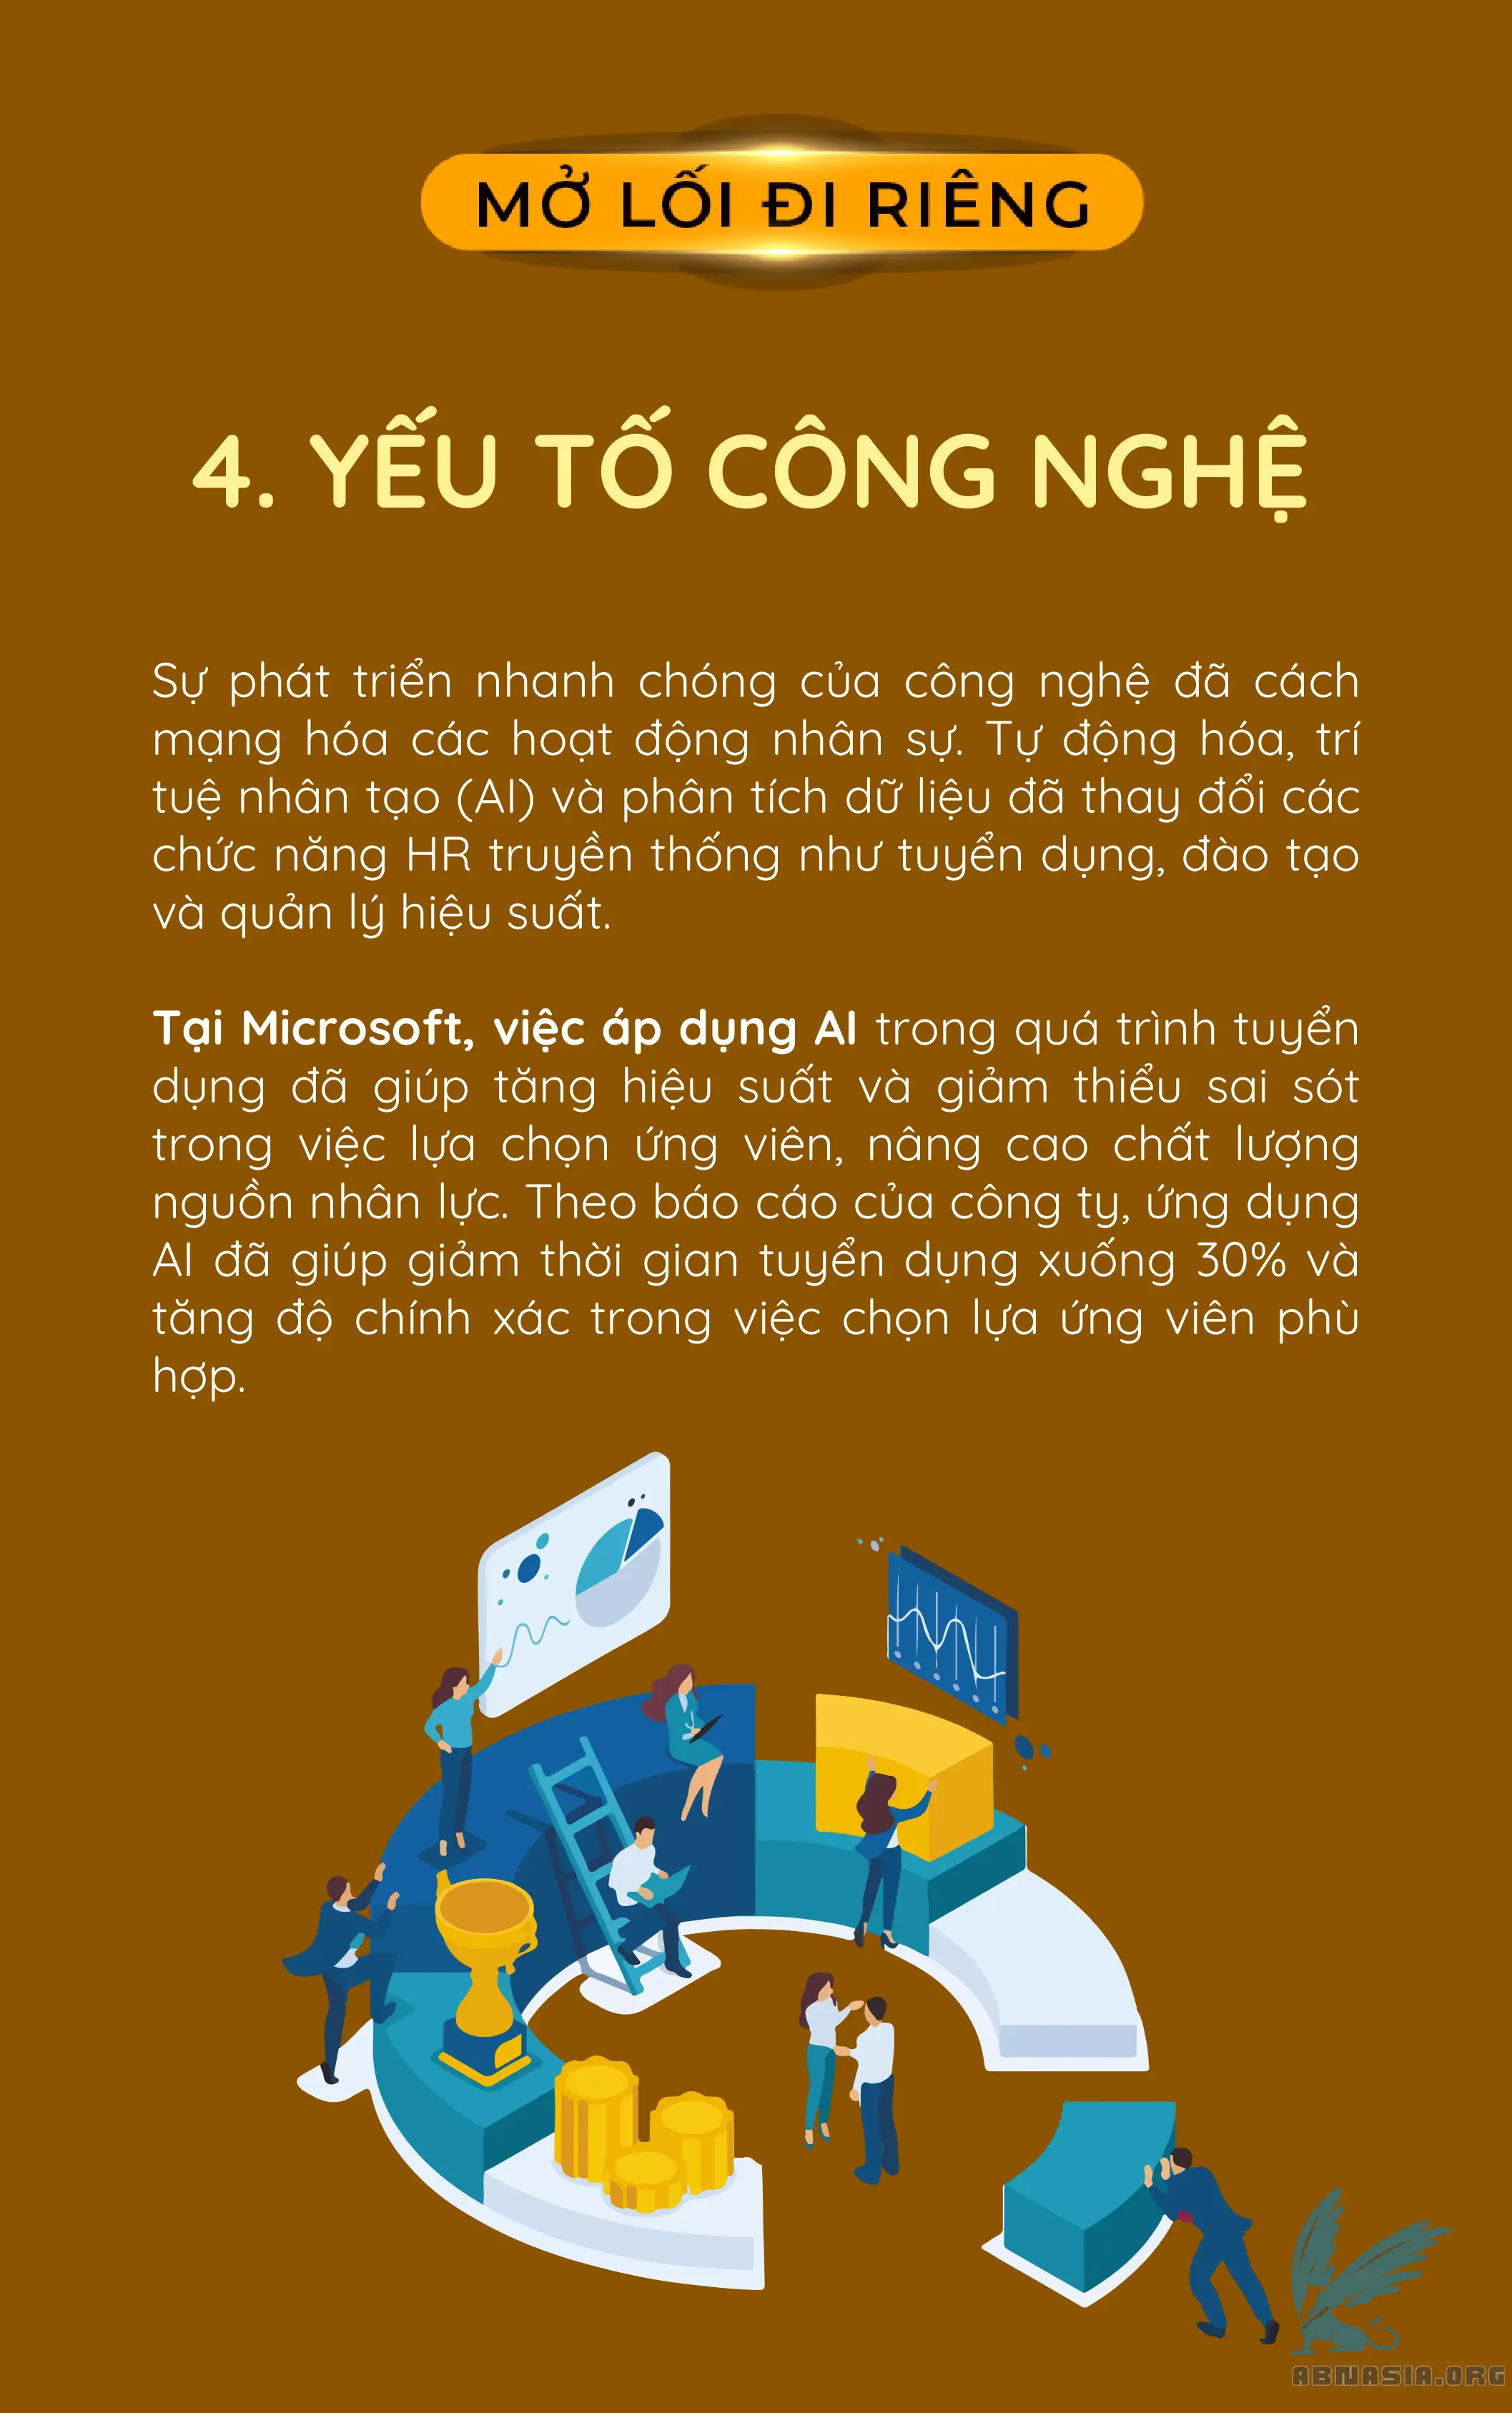 MỞ LỐI ĐI RIÊNG
4. YẾU TỐ CÔNG NGHỆ
Sự phát triển nhanh chóng của công nghệ đã cách
mạng hóa các hoạt động nhân sự. Tự động hóa, trí
tuệ nhân tạo (AI) và phân tích dữ liệu đã thay đổi các
chức năng HR truyền thống như tuyển dụng, đào tạo
và quản lý hiệu suất.
Tại Microsoft, việc áp dụng AI trong quá trình tuyển
dụng đã giúp tăng hiệu suất và giảm thiểu sai sót
trong việc lựa chọn ứng viên, nâng cao chất lượng
nguồn nhân lực. Theo báo cáo của công ty, ứng dụng
AI đã giúp giảm thời gian tuyển dụng xuống 30% và
tăng độ chính xác trong việc chọn lựa ứng viên phù
hợp.
ABNASIA.ORG